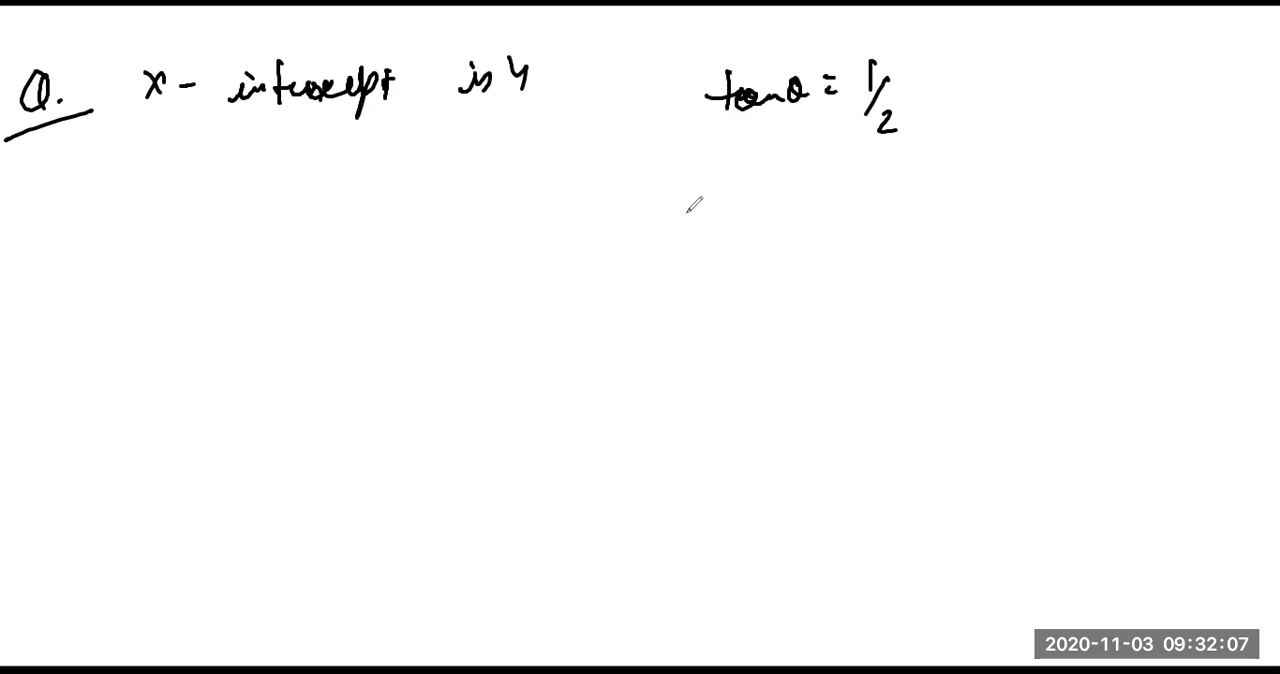 Q. x - intercept is 4 tanθ = 1/2
2020-11-03 09:32:07